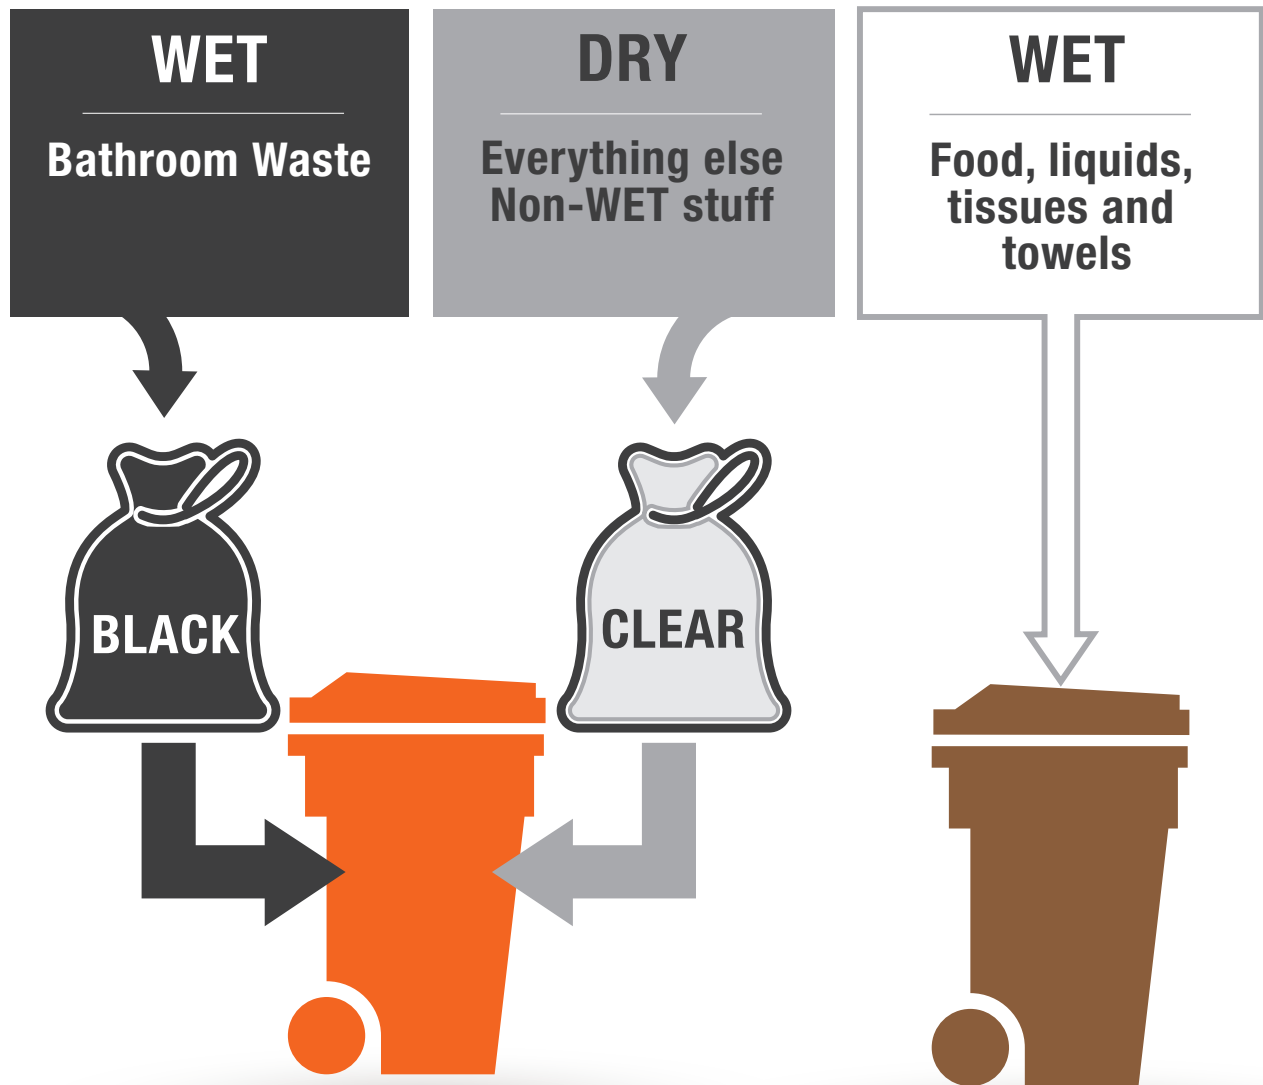 WET
Bathroom Waste
DRY
Everything else
Non-WET stuff
WET
Food, liquids,
tissues and
towels
BLACK
CLEAR